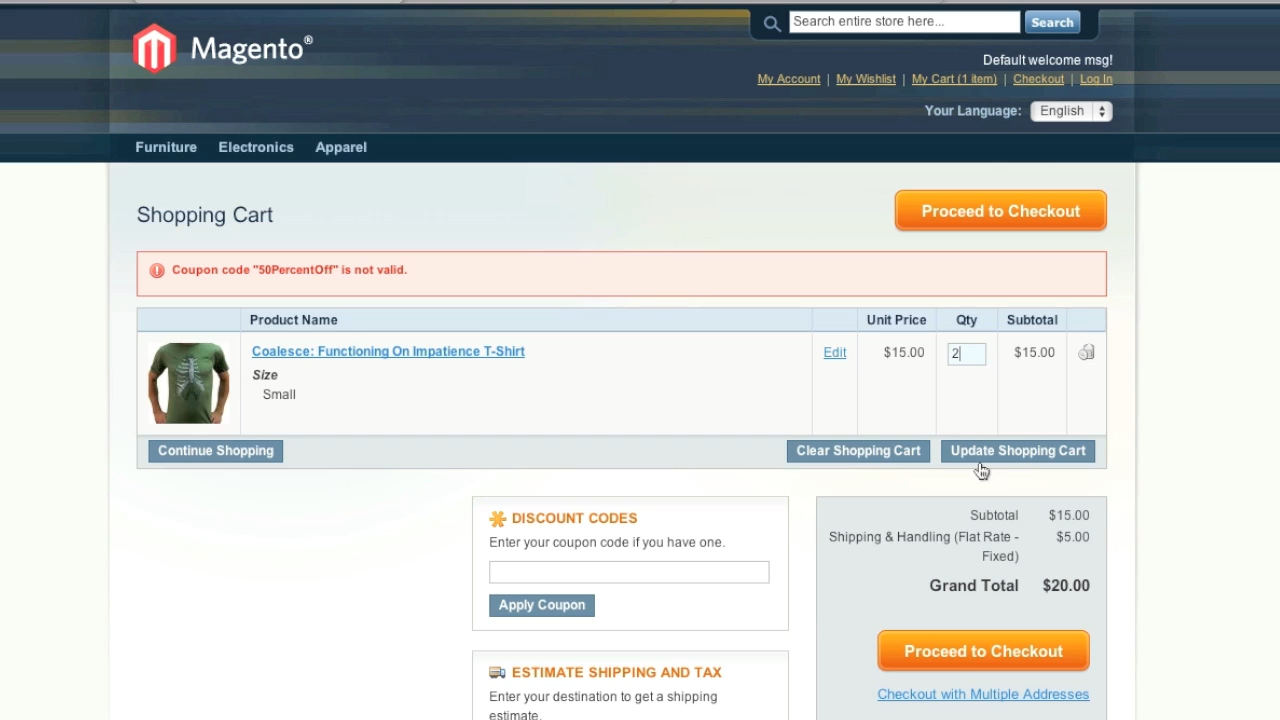 Search entire store here...
Search
Magento®
Default welcome msg!
My Account | My Wishlist | My Cart (1 item) | Checkout | Log In
Your Language: English
Furniture Electronics Apparel
Shopping Cart
Proceed to Checkout
Coupon code "50PercentOff" is not valid.
Product Name Unit Price Qty Subtotal
Coalesce: Functioning On Impatience T-Shirt Edit $15.00 2 $15.00
Size
Small
Continue Shopping Clear Shopping Cart Update Shopping Cart
DISCOUNT CODES
Enter your coupon code if you have one.
Apply Coupon
ESTIMATE SHIPPING AND TAX
Enter your destination to get a shipping
estimate.
Subtotal $15.00
Shipping & Handling (Flat Rate - $5.00
Fixed)
Grand Total $20.00
Proceed to Checkout
Checkout with Multiple Addresses